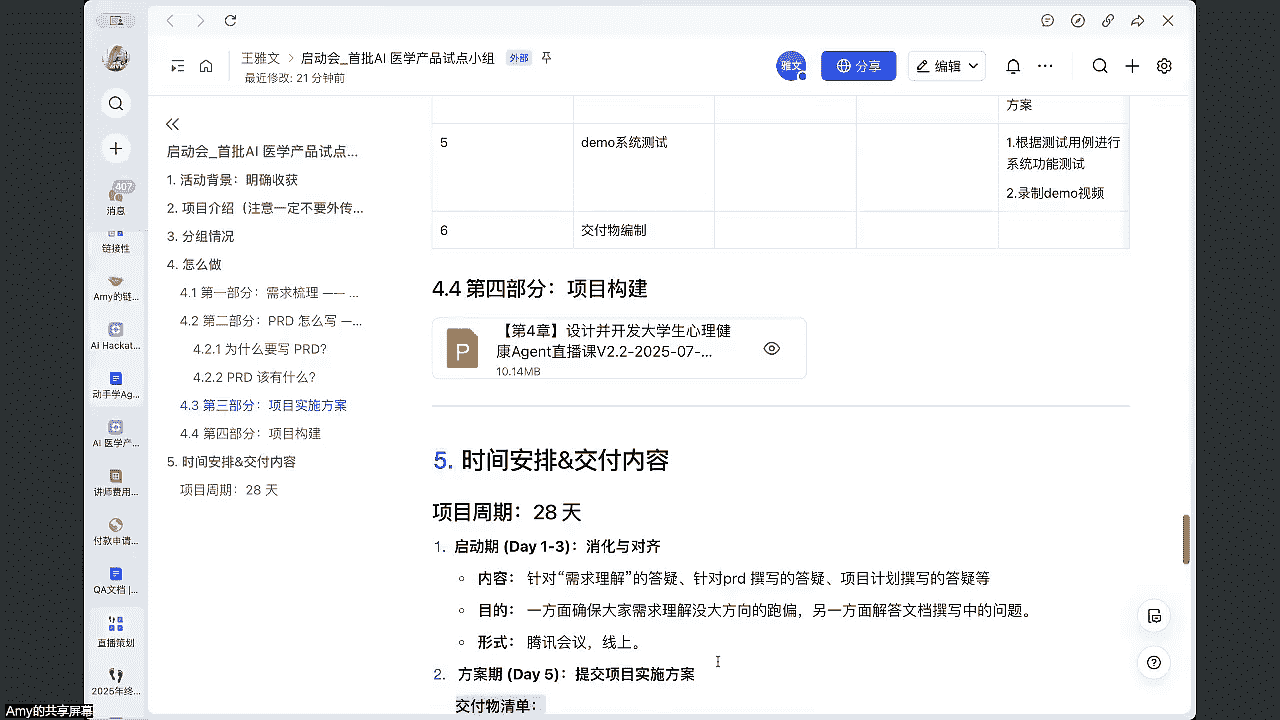 王雅文 > 启动会_首批AI 医学产品试点小组 外部
最近修改: 21 分钟前
雅文
分享
编辑
407
消息
链接性
Amy的链...
AI Hackat...
动手学Ag...
AI 医学产...
讲师费用...
付款申请...
QA文档 |...
直播策划
2025年终...
Amy的共享屏幕
启动会_首批AI 医学产品试点...
1. 活动背景：明确收获
2. 项目介绍（注意一定不要外传...
3. 分组情况
4. 怎么做
4.1 第一部分：需求梳理 —— ...
4.2 第二部分：PRD 怎么写 —...
4.2.1 为什么要写 PRD?
4.2.2 PRD 该有什么?
4.3 第三部分：项目实施方案
4.4 第四部分：项目构建
5. 时间安排&交付内容
项目周期：28 天
方案
5
demo系统测试
1.根据测试用例进行
系统功能测试
2.录制demo视频
6
交付物编制
4.4 第四部分：项目构建
P
【第4章】设计并开发大学生心理健
康Agent直播课V2.2-2025-07-...
10.14MB
5. 时间安排&交付内容
项目周期：28 天
1. 启动期 (Day 1-3)：消化与对齐
内容： 针对“需求理解”的答疑、针对prd 撰写的答疑、项目计划撰写的答疑等
目的： 一方面确保大家需求理解没大方向的跑偏，另一方面解答文档撰写中的问题。
形式： 腾讯会议，线上。
2. 方案期 (Day 5)：提交项目实施方案
交付物清单：